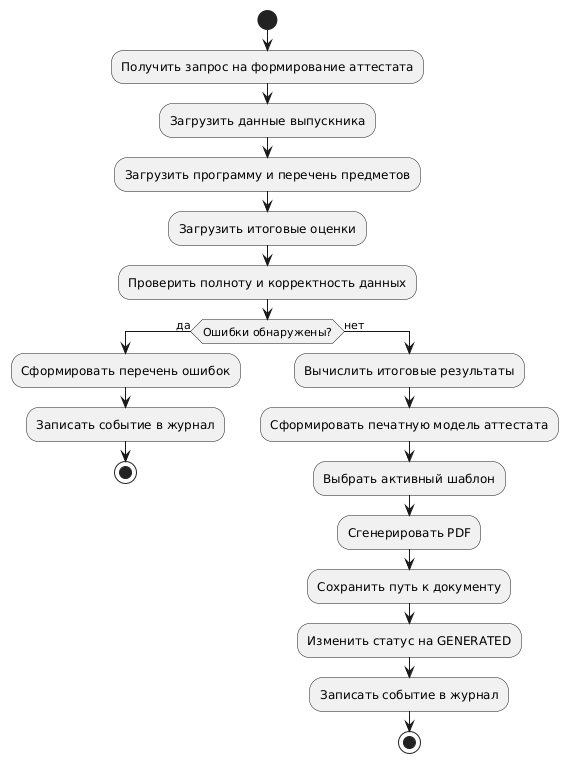 Получить запрос на формирование аттестата
Загрузить данные выпускника
Загрузить программу и перечень предметов
Загрузить итоговые оценки
Проверить полноту и корректность данных
Ошибки обнаружены?
да
нет
Сформировать перечень ошибок
Записать событие в журнал
Вычислить итоговые результаты
Сформировать печатную модель аттестата
Выбрать активный шаблон
Сгенерировать PDF
Сохранить путь к документу
Изменить статус на GENERATED
Записать событие в журнал